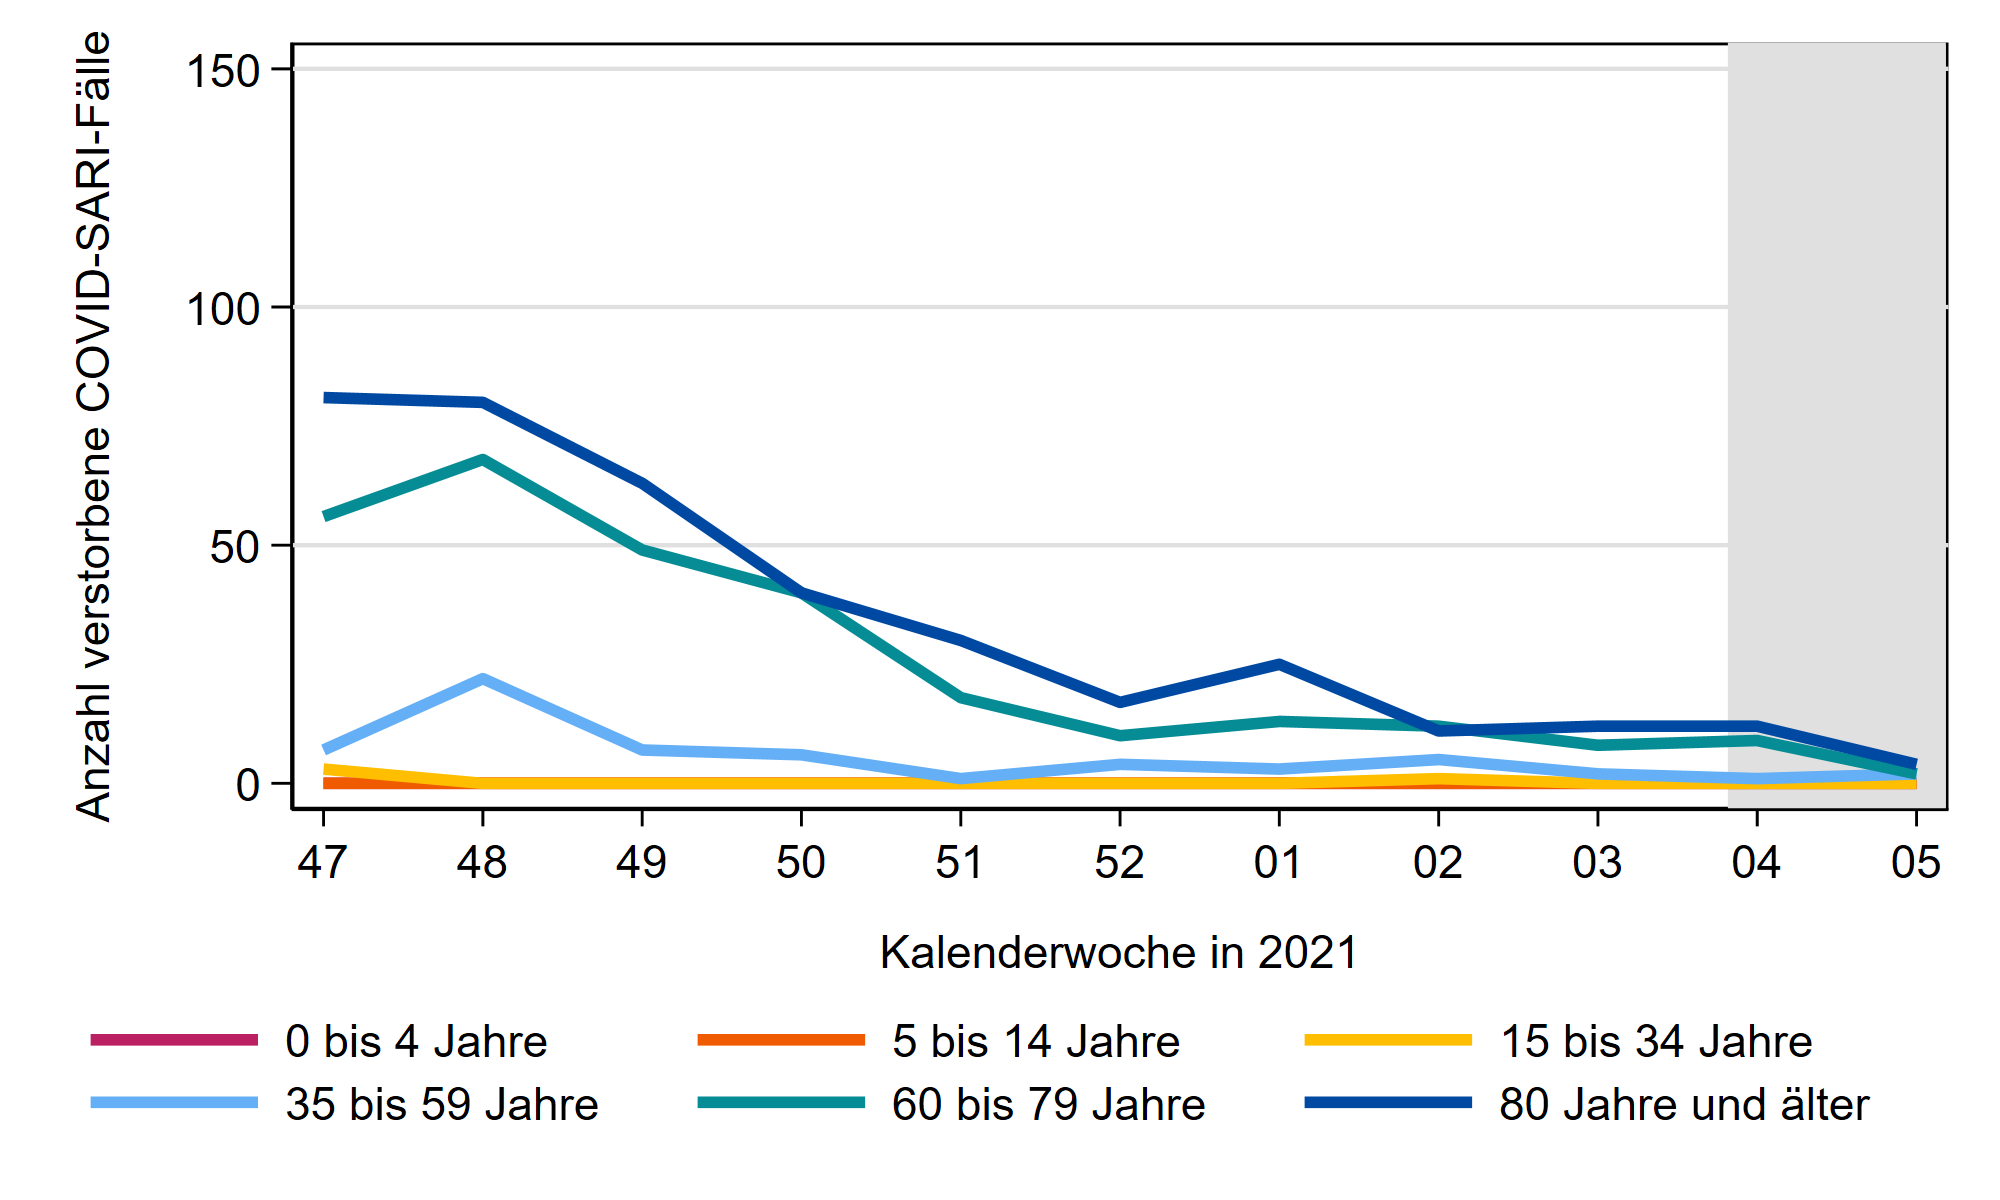 Anzahl verstorbene COVID-SARI-Fälle
150
100
50
0
47 48 49 50 51 52 01 02 03 04 05
Kalenderwoche in 2021
0 bis 4 Jahre 5 bis 14 Jahre 15 bis 34 Jahre
35 bis 59 Jahre 60 bis 79 Jahre 80 Jahre und älter